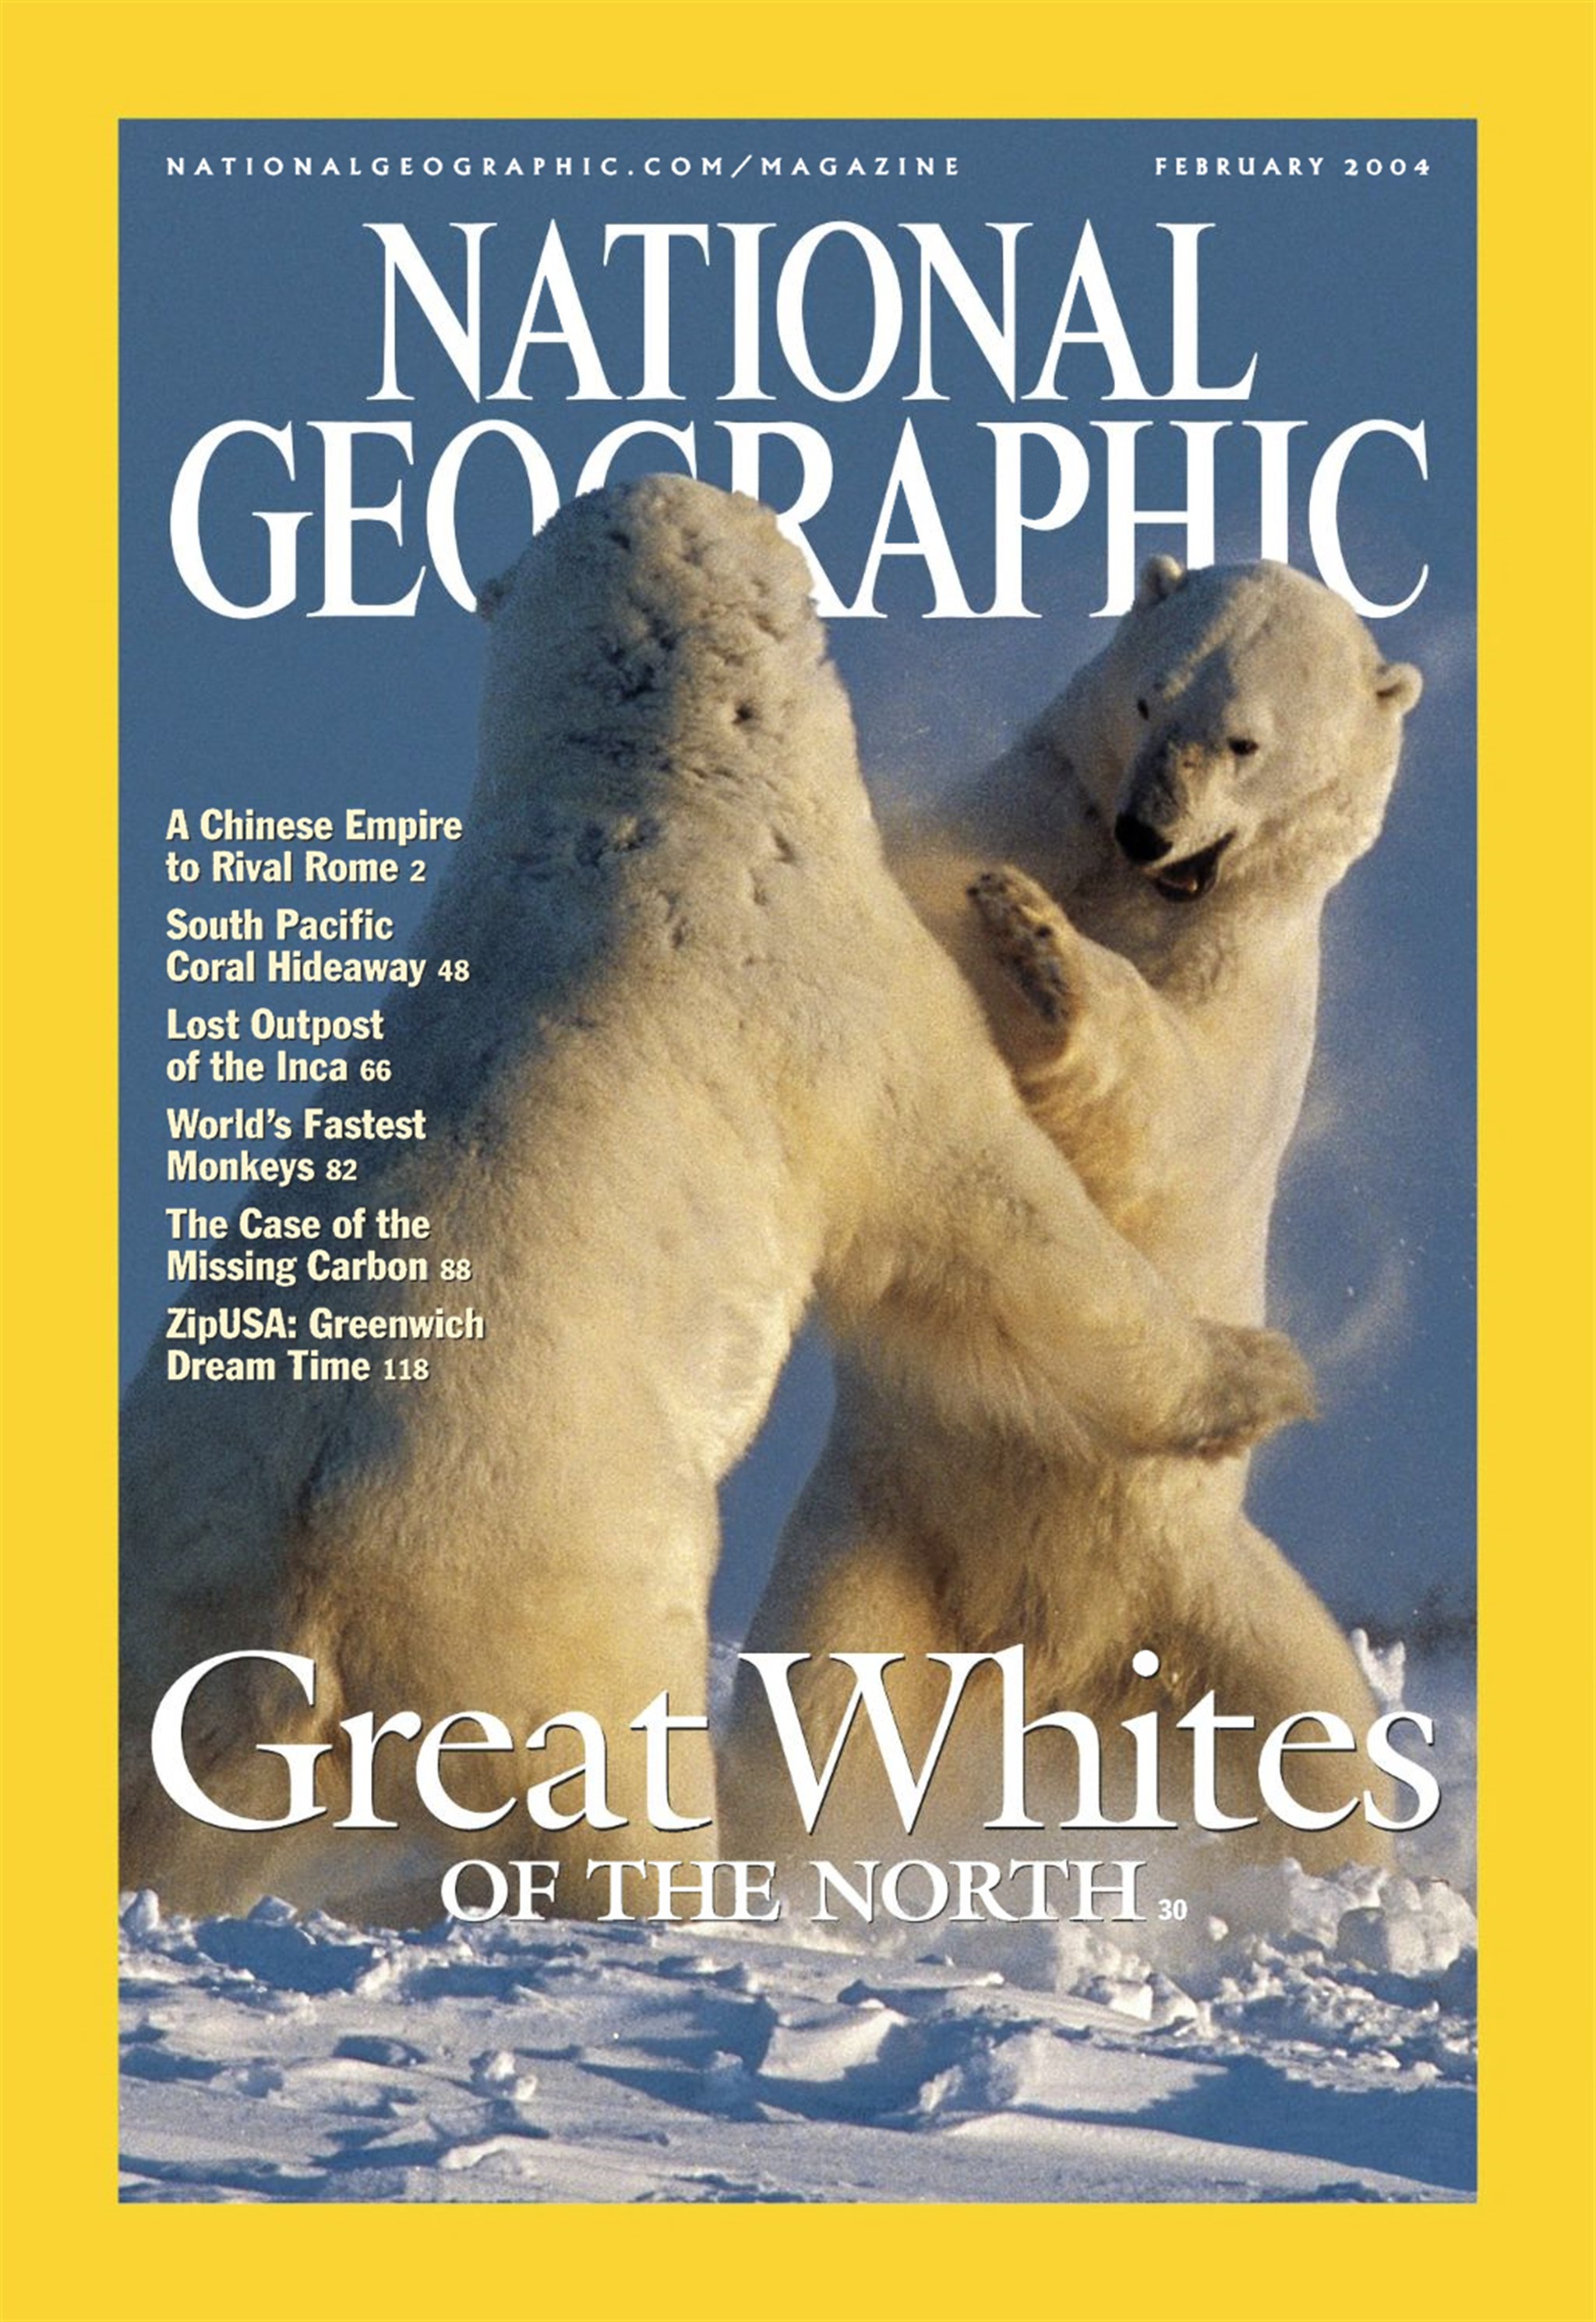 NATIONALGEOGRAPHIC.COM/MAGAZINE FEBRUARY 2004
NATIONAL
GEOGRAPHIC
A Chinese Empire
to Rival Rome 2
South Pacific
Coral Hideaway 48
Lost Outpost
of the Inca 66
World's Fastest
Monkeys 82
The Case of the
Missing Carbon 88
ZipUSA: Greenwich
Dream Time 118
Great Whites
OF THE NORTH 30